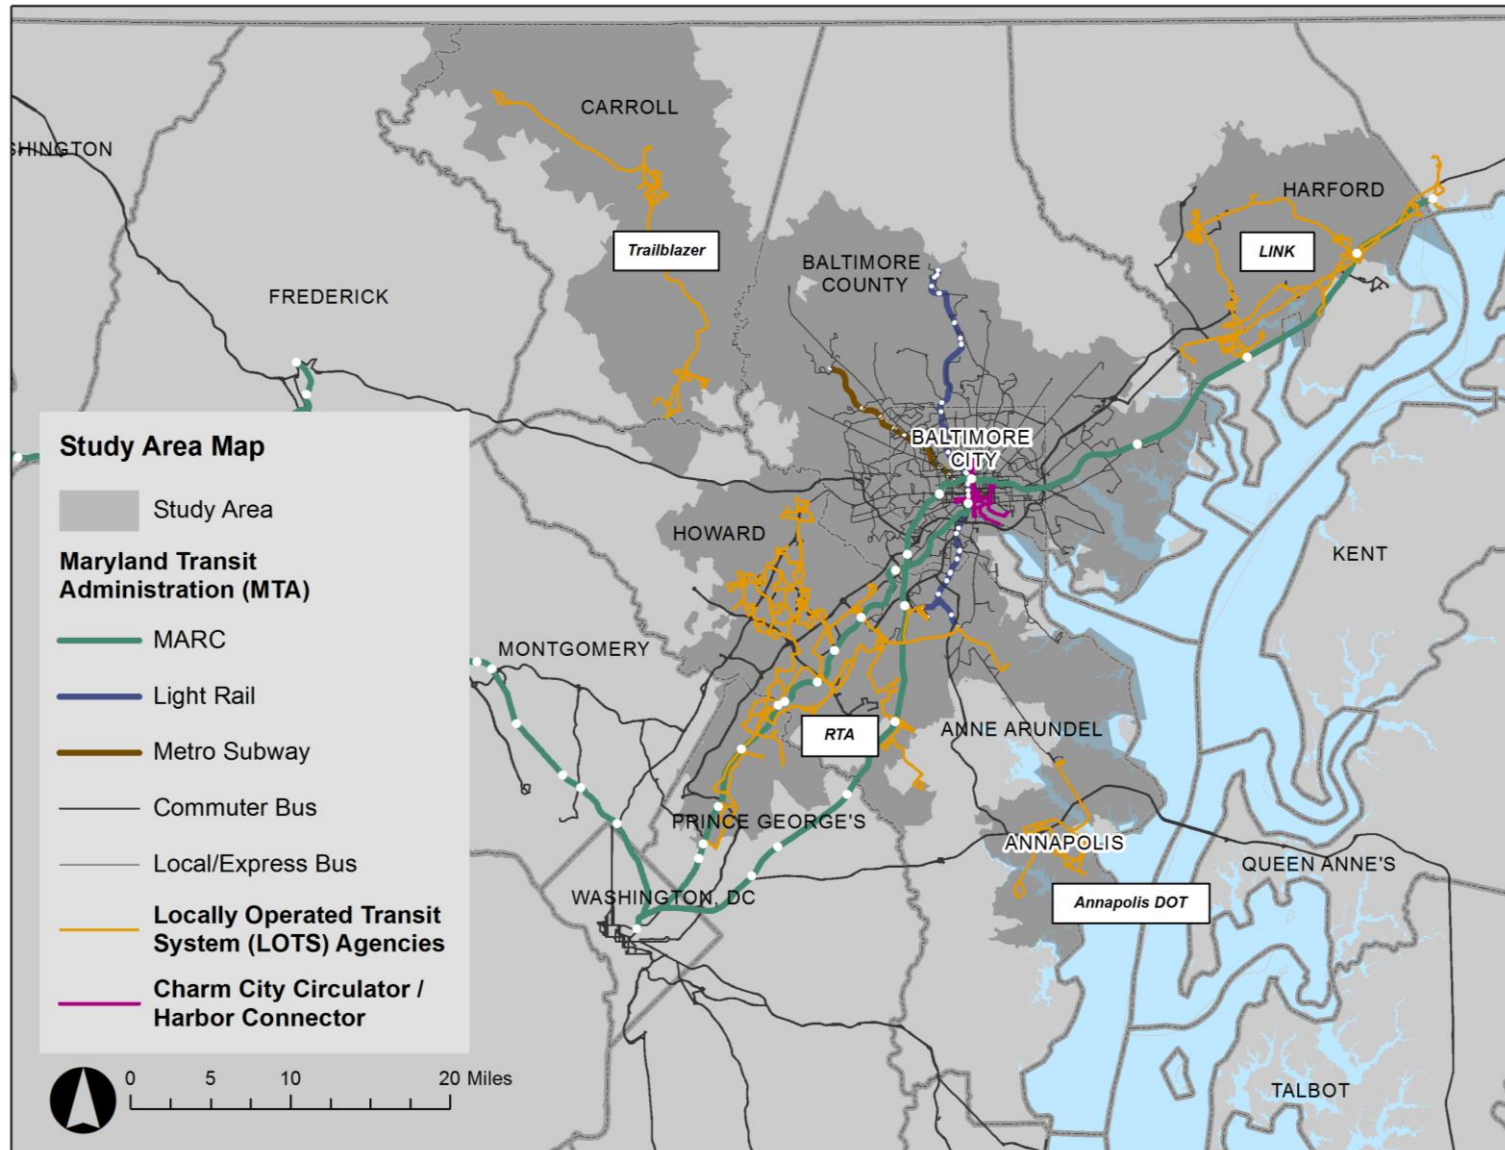 CARROLL
SHINGTON
HARFORD
Trailblazer
LINK
BALTIMORE
COUNTY
FREDERICK
BALTIMORE
CITY
HOWARD
KENT
MONTGOMERY
RTA
ANNE ARUNDEL
PRINCE GEORGE'S
ANNAPOLIS
QUEEN ANNE'S
WASHINGTON, DC
Annapolis DOT
TALBOT
Study Area Map
Study Area
Maryland Transit
Administration (MTA)
MARC
Light Rail
Metro Subway
Commuter Bus
Local/Express Bus
Locally Operated Transit
System (LOTS) Agencies
Charm City Circulator /
Harbor Connector
0 5 10 20 Miles